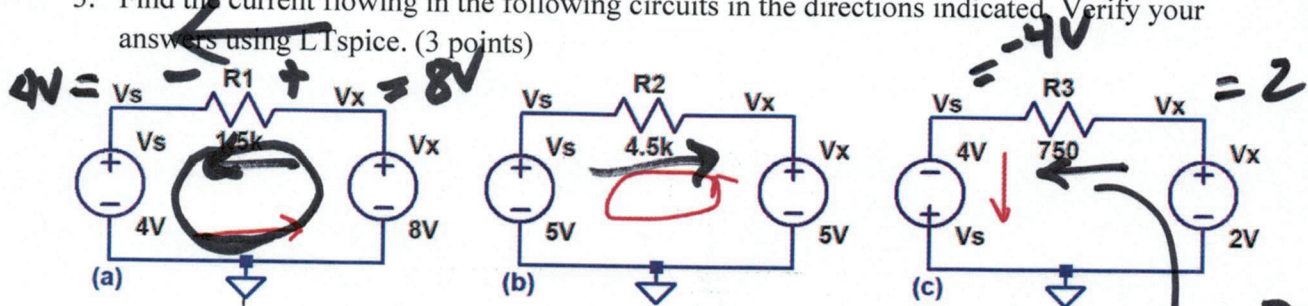 3. Find the current flowing in the following circuits in the directions indicated. Verify your
answers using LTspice. (3 points)
4V = Vs - R1 + Vx = 8V
Vs 1.5k Vx
4V 8V
(a)
Vs R2 Vx
Vs 4.5k Vx
5V 5V
(b)
= -4V
Vs R3 Vx = 2
4V 750 Vx
Vs 2V
(c)